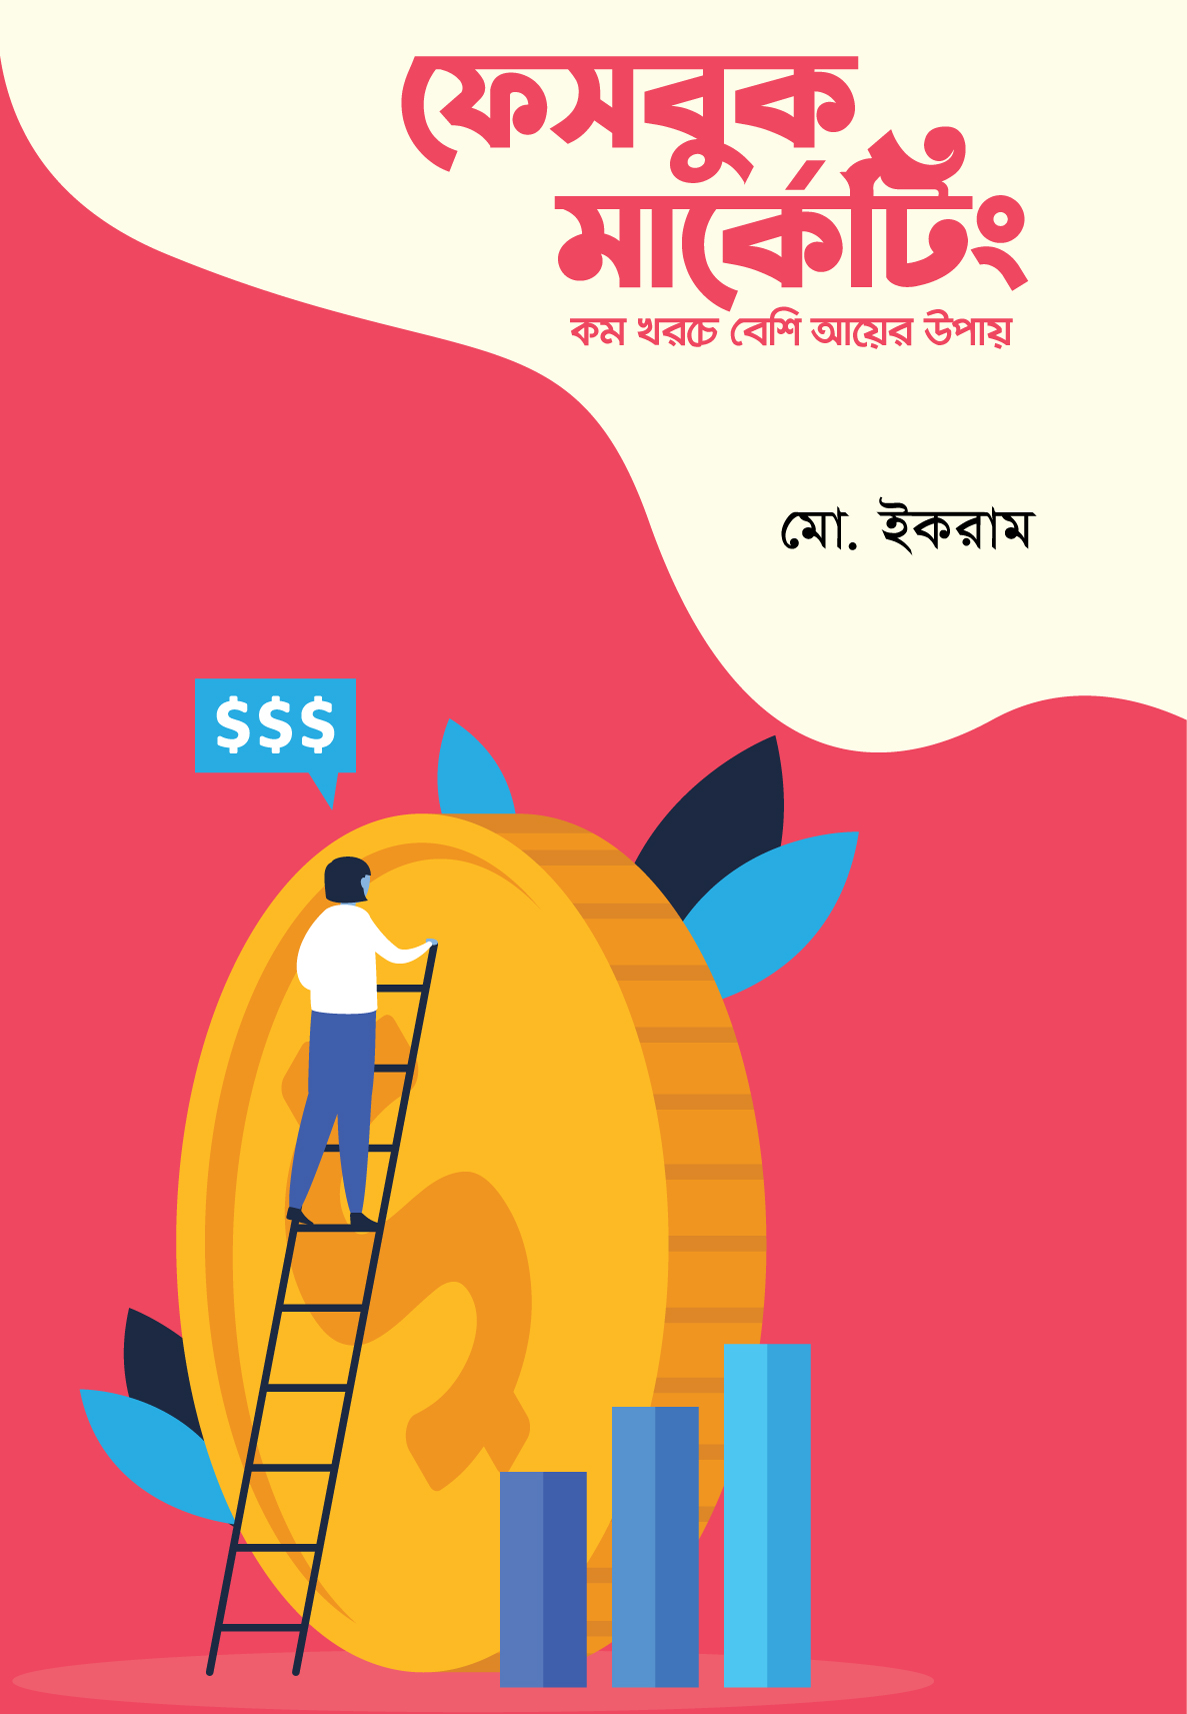 ফেসবুক
মার্কেটিং
কম খরচে বেশি আয়ের উপায়
মো. ইকরাম
$$$